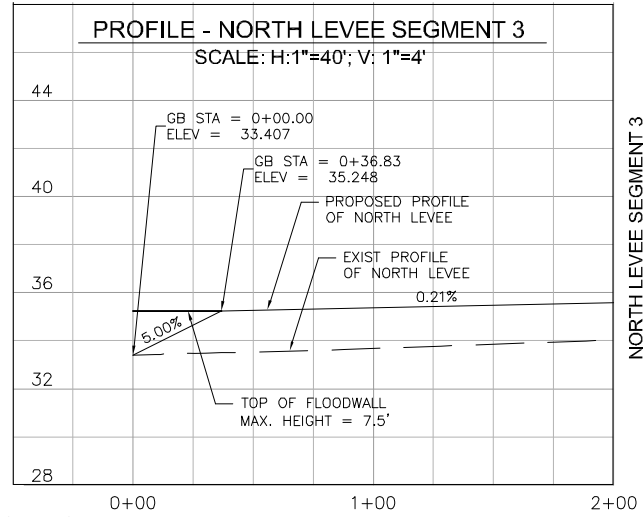 PROFILE - NORTH LEVEE SEGMENT 3
SCALE: H:1"=40'; V: 1"=4'
44
GB STA = 0+00.00
ELEV = 33.407
GB STA = 0+36.83
ELEV = 35.248
40
PROPOSED PROFILE
OF NORTH LEVEE
EXIST PROFILE
OF NORTH LEVEE
36
0.21%
5.00%
32
TOP OF FLOODWALL
MAX. HEIGHT = 7.5'
28
0+00
1+00
2+00
NORTH LEVEE SEGMENT 3